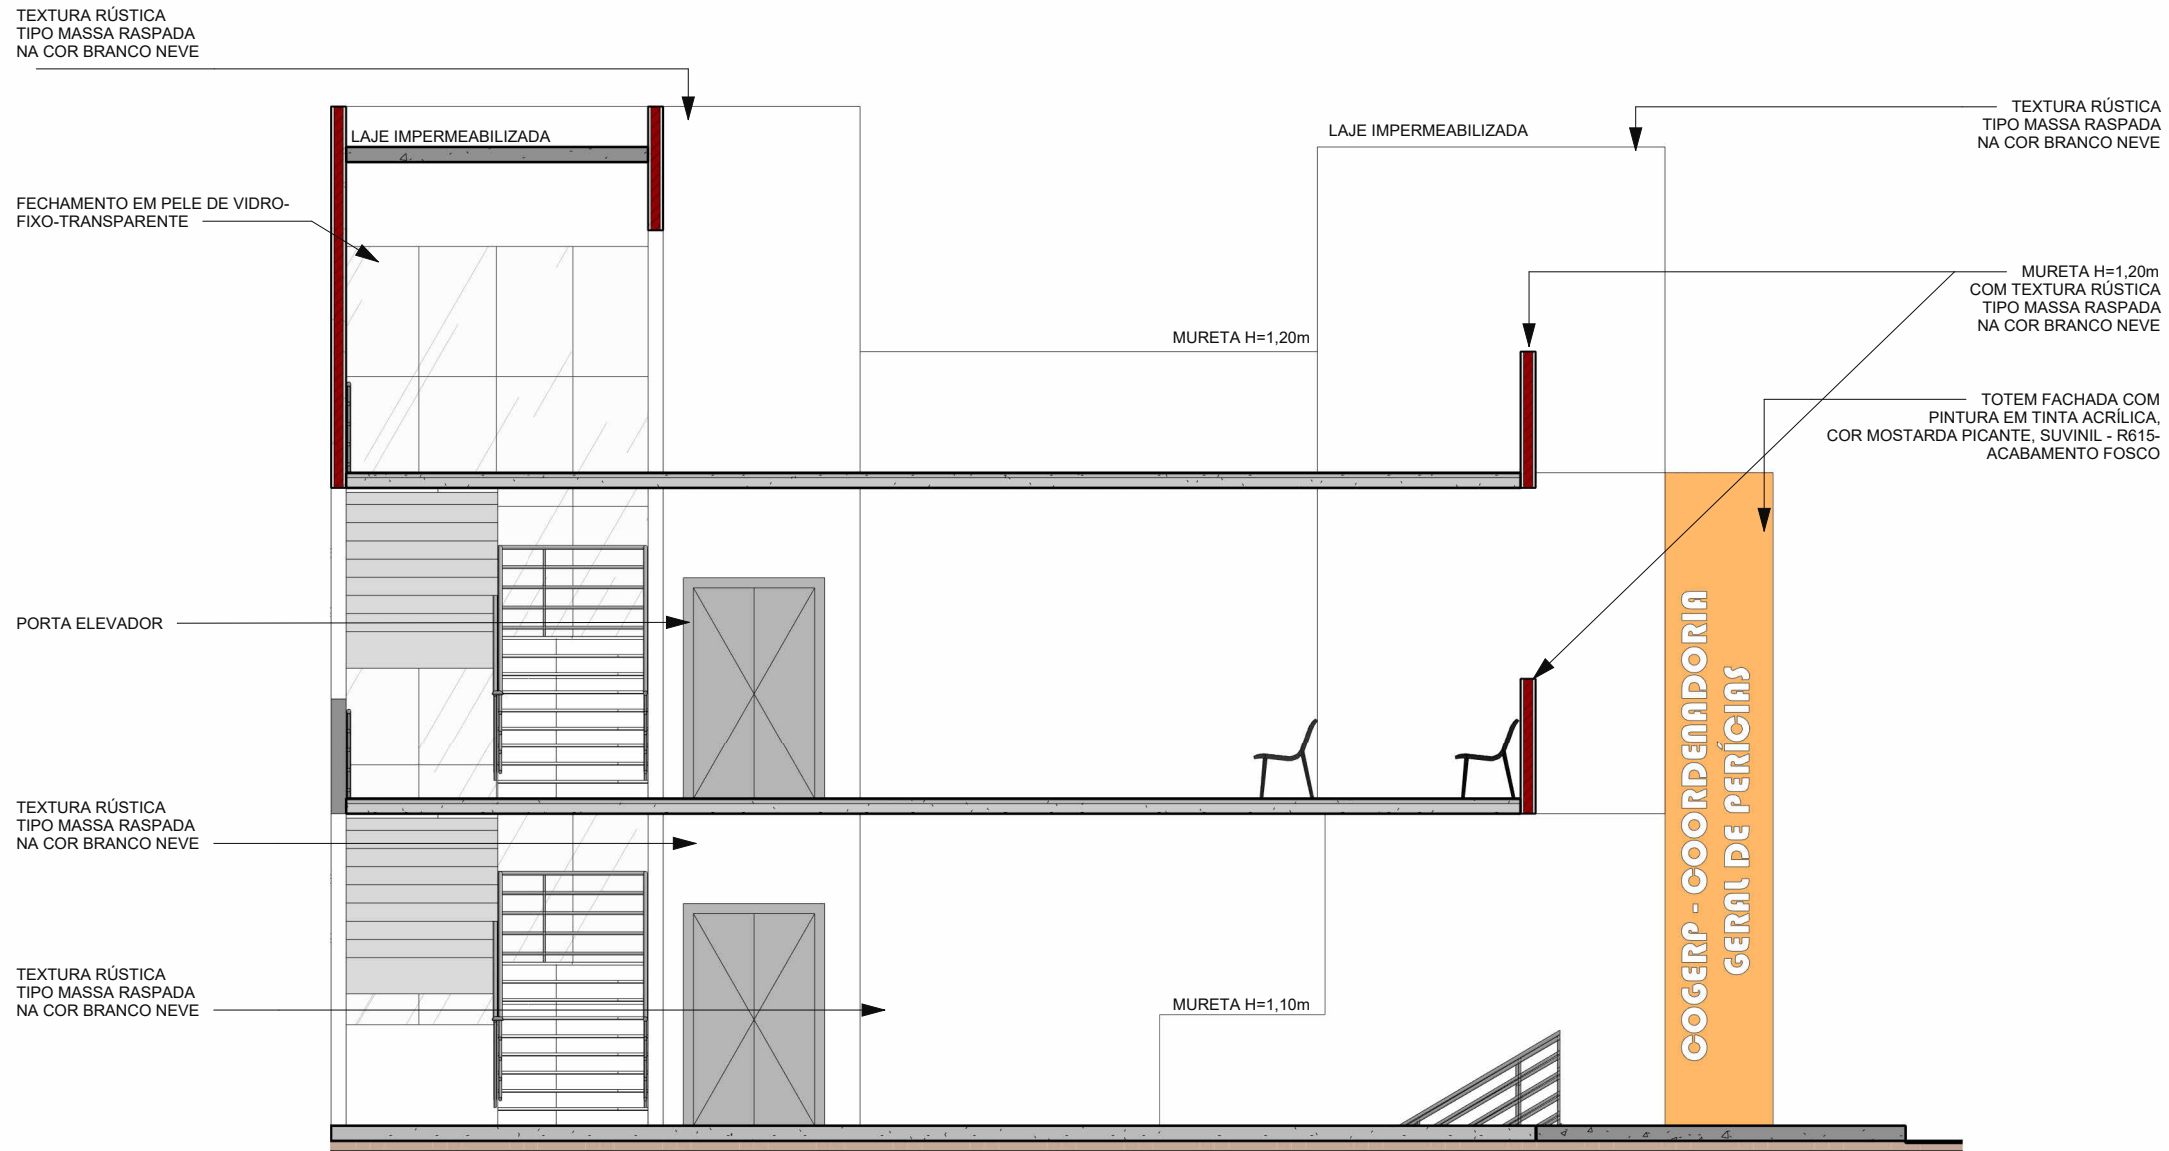 TEXTURA RÚSTICA
TIPO MASSA RASPADA
NA COR BRANCO NEVE
LAJE IMPERMEABILIZADA
LAJE IMPERMEABILIZADA
TEXTURA RÚSTICA
TIPO MASSA RASPADA
NA COR BRANCO NEVE
FECHAMENTO EM PELE DE VIDRO-
FIXO-TRANSPARENTE
MURETA H=1,20m
COM TEXTURA RÚSTICA
TIPO MASSA RASPADA
NA COR BRANCO NEVE
MURETA H=1,20m
TOTEM FACHADA COM
PINTURA EM TINTA ACRÍLICA,
COR MOSTARDA PICANTE, SUVINIL - R615-
ACABAMENTO FOSCO
PORTA ELEVADOR
COGERP - COORDENADORIA
GERAL DE PERÍCIAS
TEXTURA RÚSTICA
TIPO MASSA RASPADA
NA COR BRANCO NEVE
TEXTURA RÚSTICA
TIPO MASSA RASPADA
NA COR BRANCO NEVE
MURETA H=1,10m